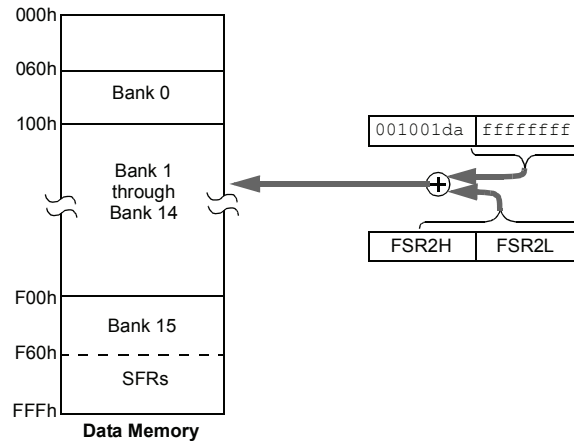 000h
060h
Bank 0
100h
001001da ffffffff
Bank 1
through
Bank 14
FSR2H FSR2L
F00h
Bank 15
F60h
SFRs
FFFh
Data Memory